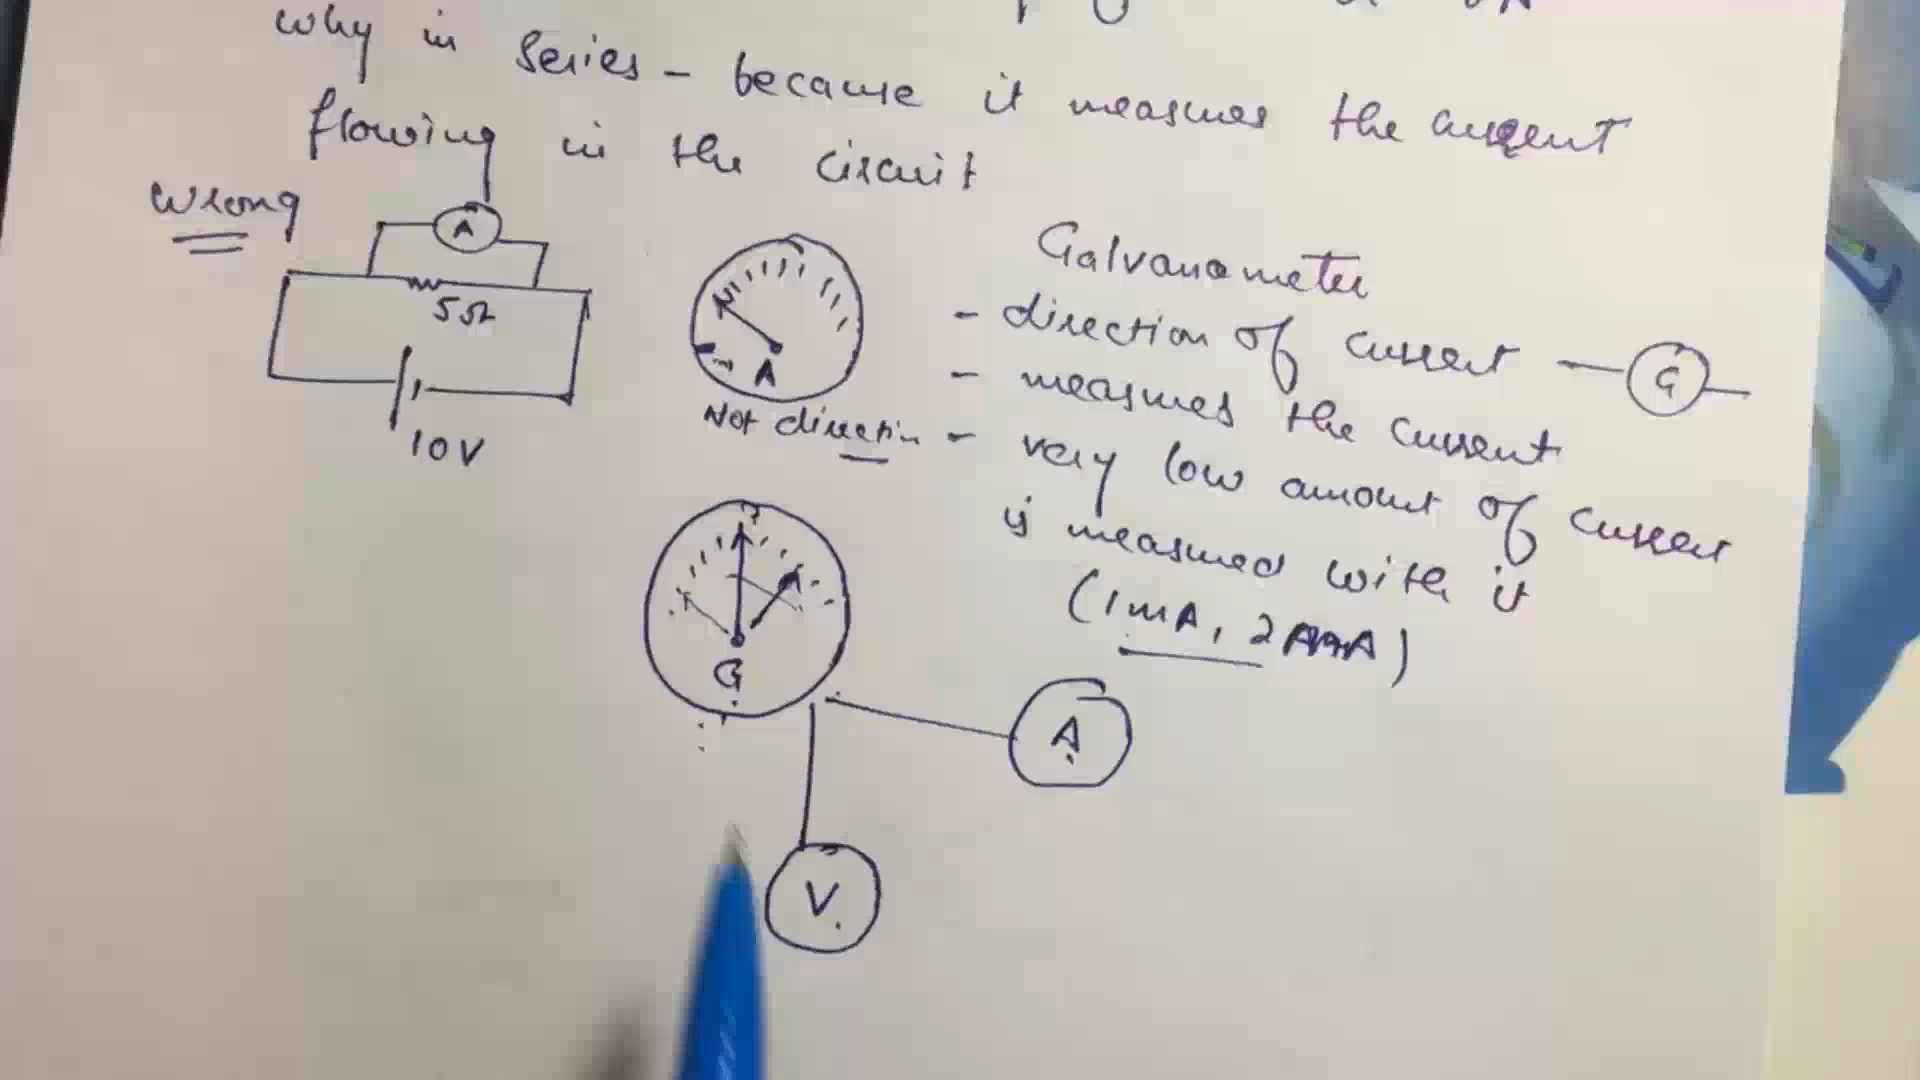 why in series - because it measures the current
flowing in the circuit
Wrong
A
5Ω
10V
A
Not direction
Galvanometer
- direction of current
G
- measures the current
- very low amount of current
is measured with it
(1mA, 2
G
A
V